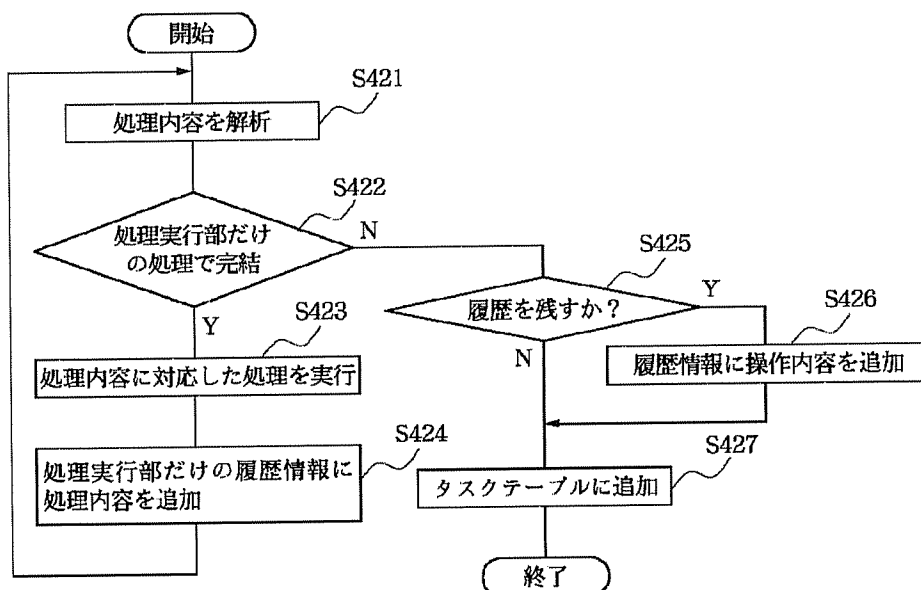 開始
S421
処理内容を解析
S422
処理実行部だけ
の処理で完結
N
Y
S423
処理内容に対応した処理を実行
S424
処理実行部だけの履歴情報に
処理内容を追加
S425
履歴を残すか？
Y
N
S426
履歴情報に操作内容を追加
S427
タスクテーブルに追加
終了